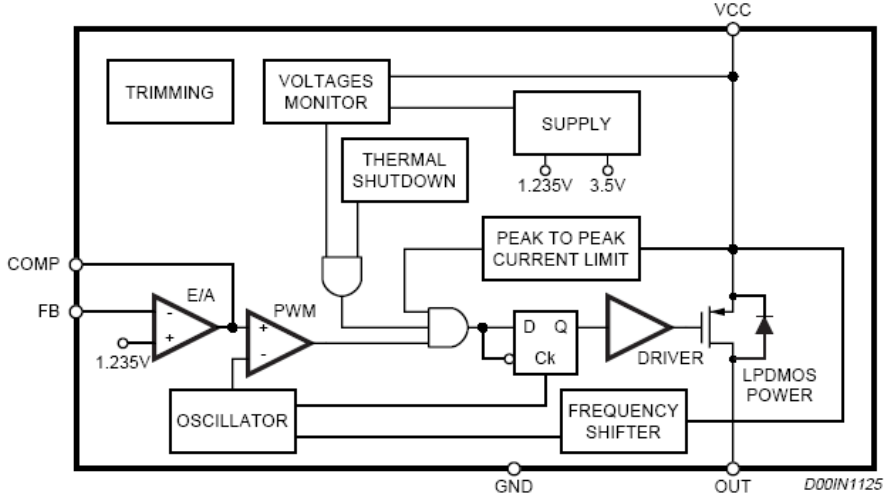 VCC
TRIMMING
VOLTAGES
MONITOR
SUPPLY
1.235V 3.5V
THERMAL
SHUTDOWN
PEAK TO PEAK
CURRENT LIMIT
COMP
FB
E/A
-
+
1.235V
PWM
+
-
D Q
Ck
DRIVER
LPDMOS
POWER
OSCILLATOR
FREQUENCY
SHIFTER
GND
OUT
D00IN1125